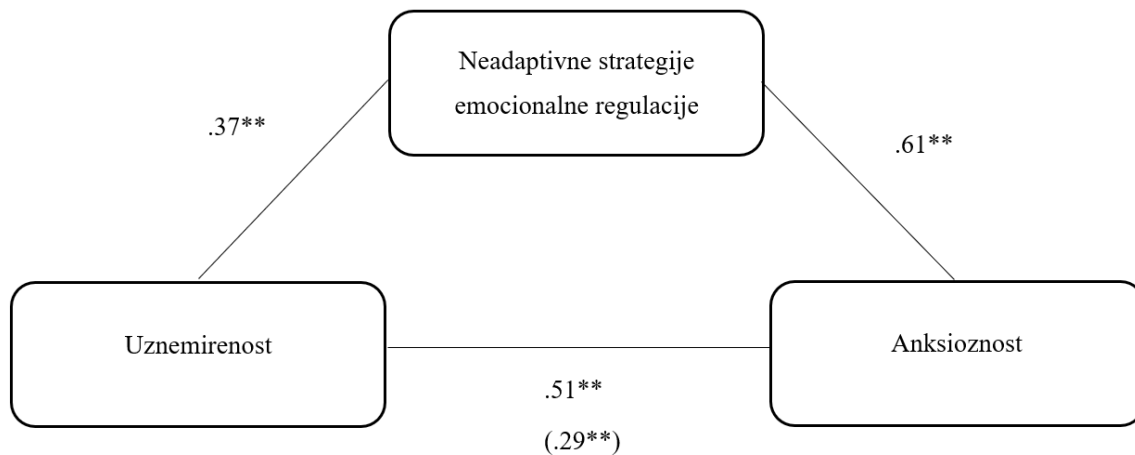 Neadaptivne strategije
emocionalne regulacije
.37**
.61**
Uznemirenost
Anksioznost
.51**
(.29**)